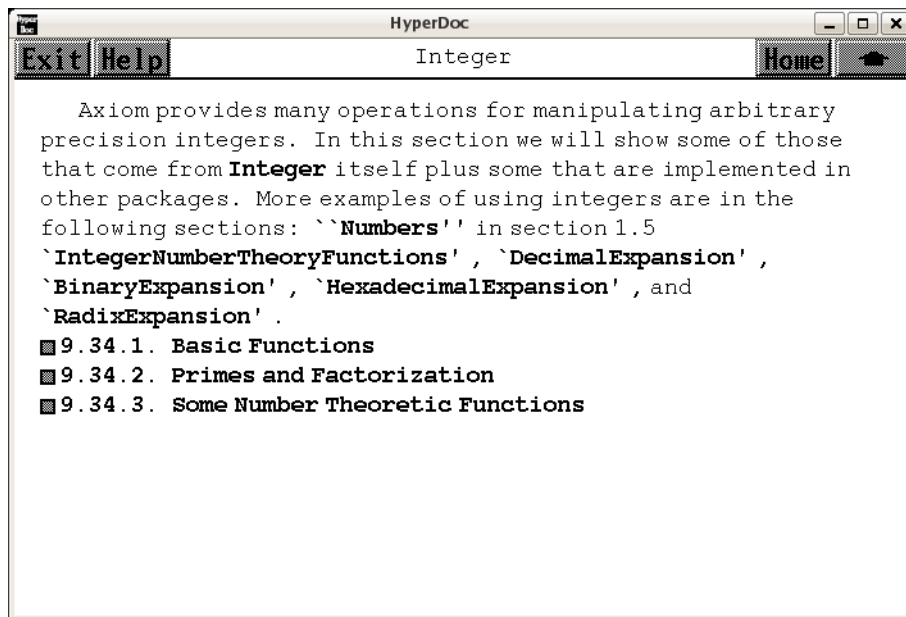 Hyper Doc
HyperDoc
Exit Help Integer Home
Axiom provides many operations for manipulating arbitrary
precision integers. In this section we will show some of those
that come from Integer itself plus some that are implemented in
other packages. More examples of using integers are in the
following sections: ``Numbers'' in section 1.5
`IntegerNumberTheoryFunctions' , `DecimalExpansion' ,
`BinaryExpansion' , `HexadecimalExpansion' , and
`RadixExpansion' .
9.34.1. Basic Functions
9.34.2. Primes and Factorization
9.34.3. Some Number Theoretic Functions